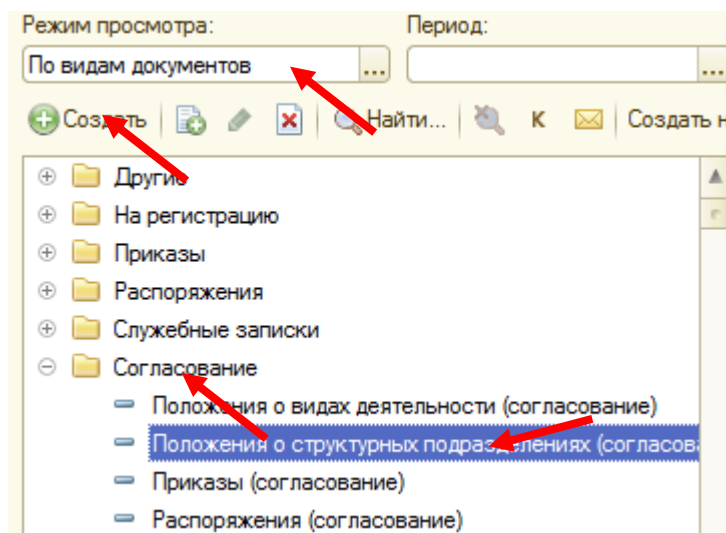 Режим просмотра: Период:
По видам документов ... ...
Создать Найти... К Создать н
Другие
На регистрацию
Приказы
Распоряжения
Служебные записки
Согласование
Положения о видах деятельности (согласование)
Положения о структурных подразделениях (согласов
Приказы (согласование)
Распоряжения (согласование)